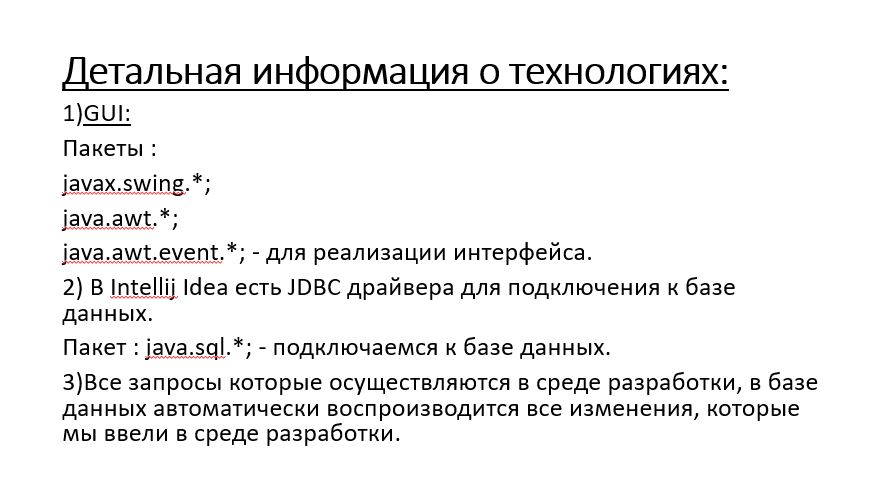 Детальная информация о технологиях:
1)GUI:
Пакеты :
javax.swing.*;
java.awt.*;
java.awt.event.*; - для реализации интерфейса.
2) В Intellij Idea есть JDBC драйвера для подключения к базе
данных.
Пакет : java.sql.*; - подключаемся к базе данных.
3)Все запросы которые осуществляются в среде разработки, в базе
данных автоматически воспроизводится все изменения, которые
мы ввели в среде разработки.